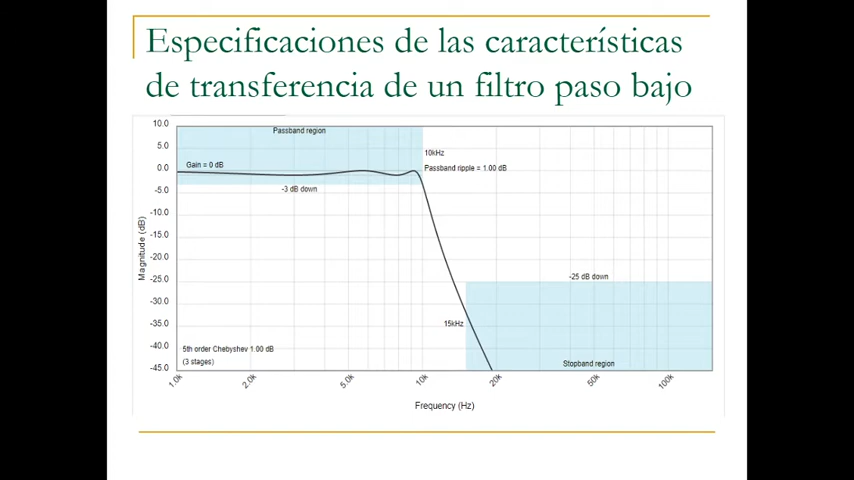 Especificaciones de las características
de transferencia de un filtro paso bajo
10.0
Passband region
5.0
10kHz
Gain = 0 dB
0.0
Passband ripple = 1.00 dB
-5.0
-3 dB down
-10.0
-15.0
Magnitude (dB)
-20.0
-25.0
-25 dB down
-30.0
-35.0
15kHz
-40.0
5th order Chebyshev 1.00 dB
(3 stages)
-45.0
Stopband region
1.0k
2.0k
5.0k
10k
20k
50k
100k
Frequency (Hz)